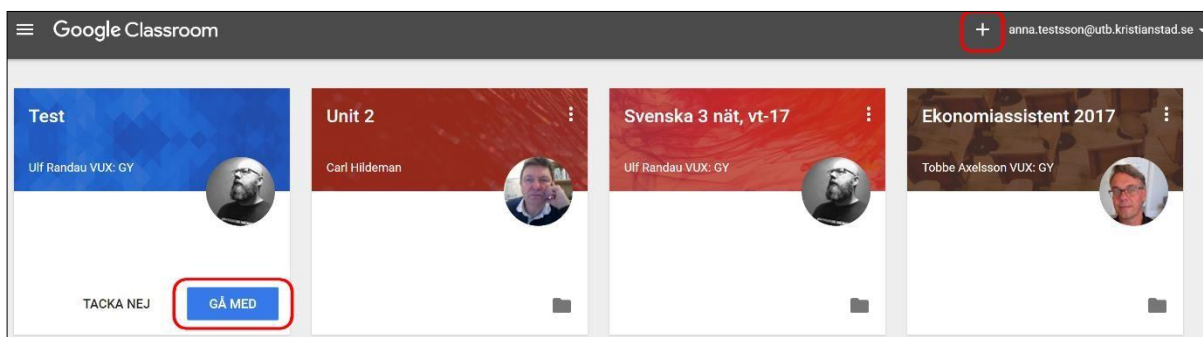 Google Classroom
+ anna.testsson@utb.kristianstad.se
Test
Ulf Randau VUX: GY
TACKA NEJ
GÅ MED
Unit 2
Carl Hildeman
Svenska 3 nät, vt-17
Ulf Randau VUX: GY
Ekonomiassistent 2017
Tobbe Axelsson VUX: GY